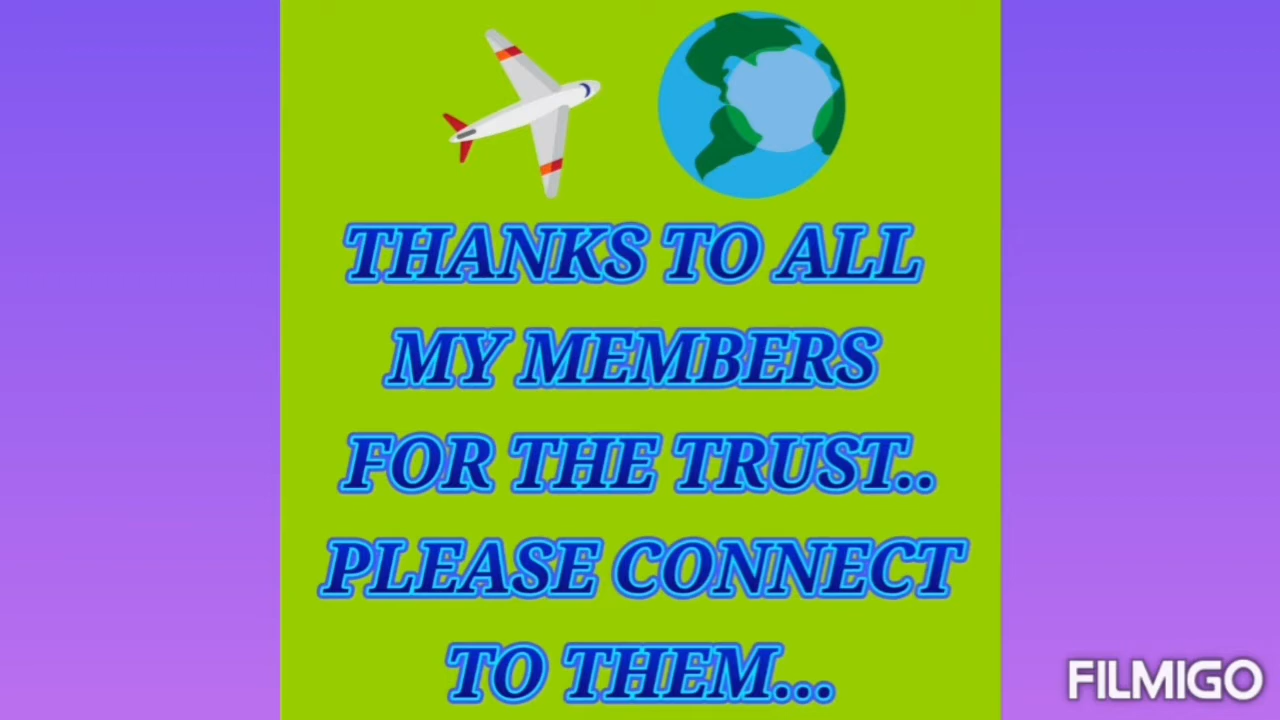 THANKS TO ALL
MY MEMBERS
FOR THE TRUST..
PLEASE CONNECT
TO THEM...
FILMIGO